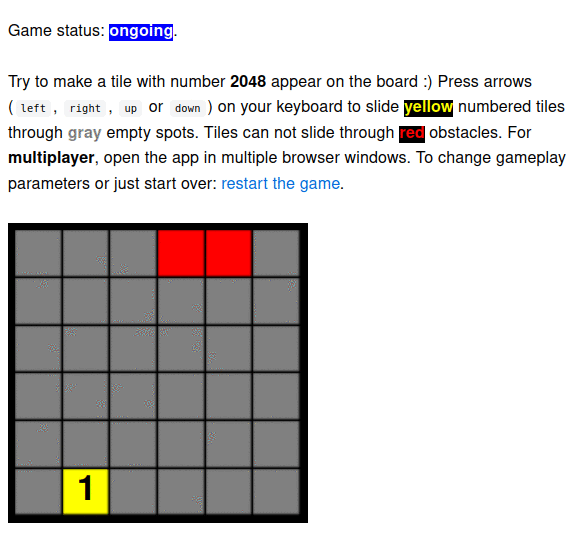 Game status: ongoing.
Try to make a tile with number 2048 appear on the board :) Press arrows
( left , right , up or down ) on your keyboard to slide yellow numbered tiles
through gray empty spots. Tiles can not slide through red obstacles. For
multiplayer, open the app in multiple browser windows. To change gameplay
parameters or just start over: restart the game.
1